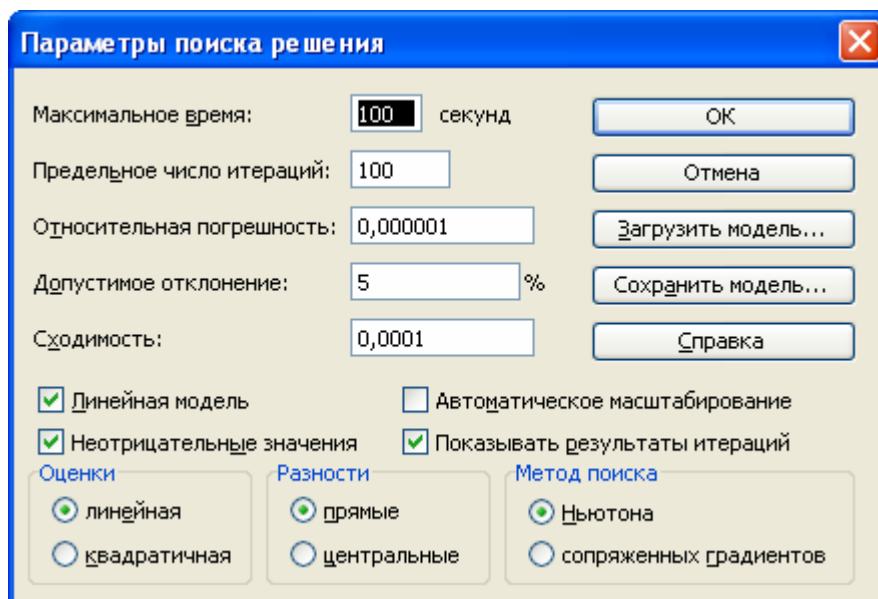 Параметры поиска решения
Максимальное время: 100 секунд
OK
Предельное число итераций: 100
Отмена
Относительная погрешность: 0,000001
Загрузить модель...
Допустимое отклонение: 5 %
Сохранить модель...
Сходимость: 0,0001
Справка
Линейная модель
Автоматическое масштабирование
Неотрицательные значения
Показывать результаты итераций
Оценки
линейная
квадратичная
Разности
прямые
центральные
Метод поиска
Ньютона
сопряженных градиентов